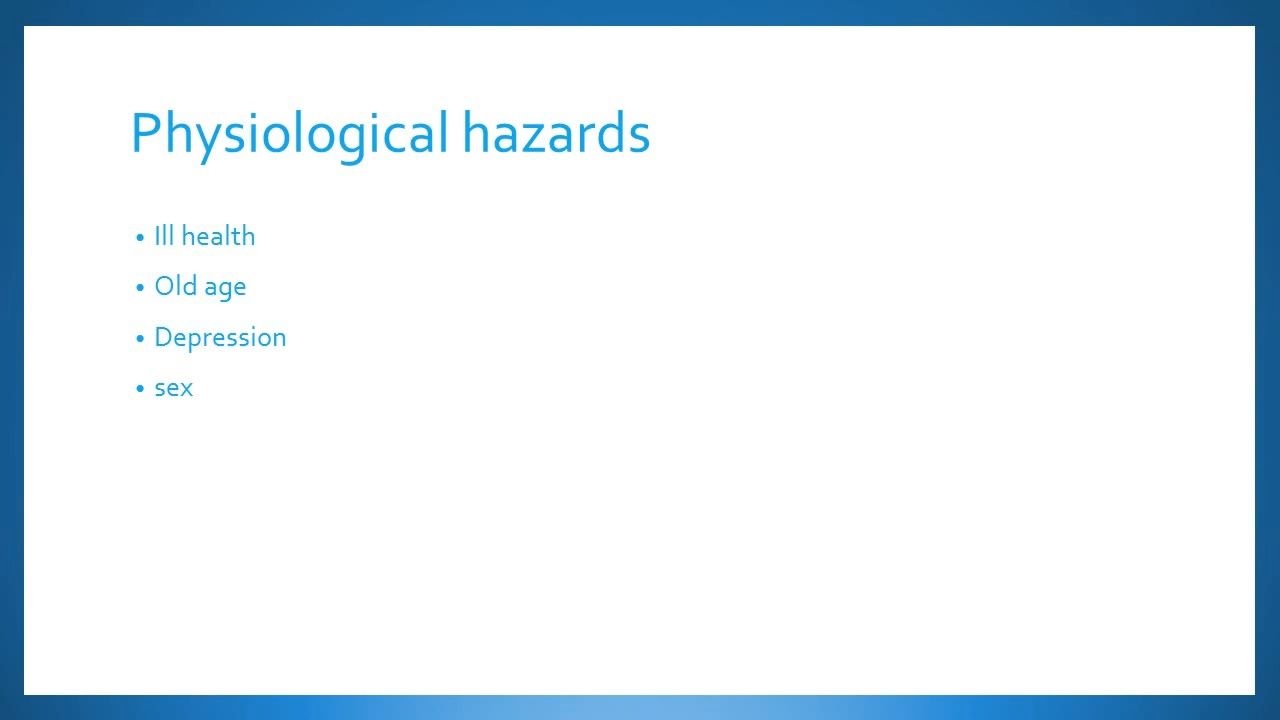 Physiological hazards
• Ill health
• Old age
• Depression
• sex